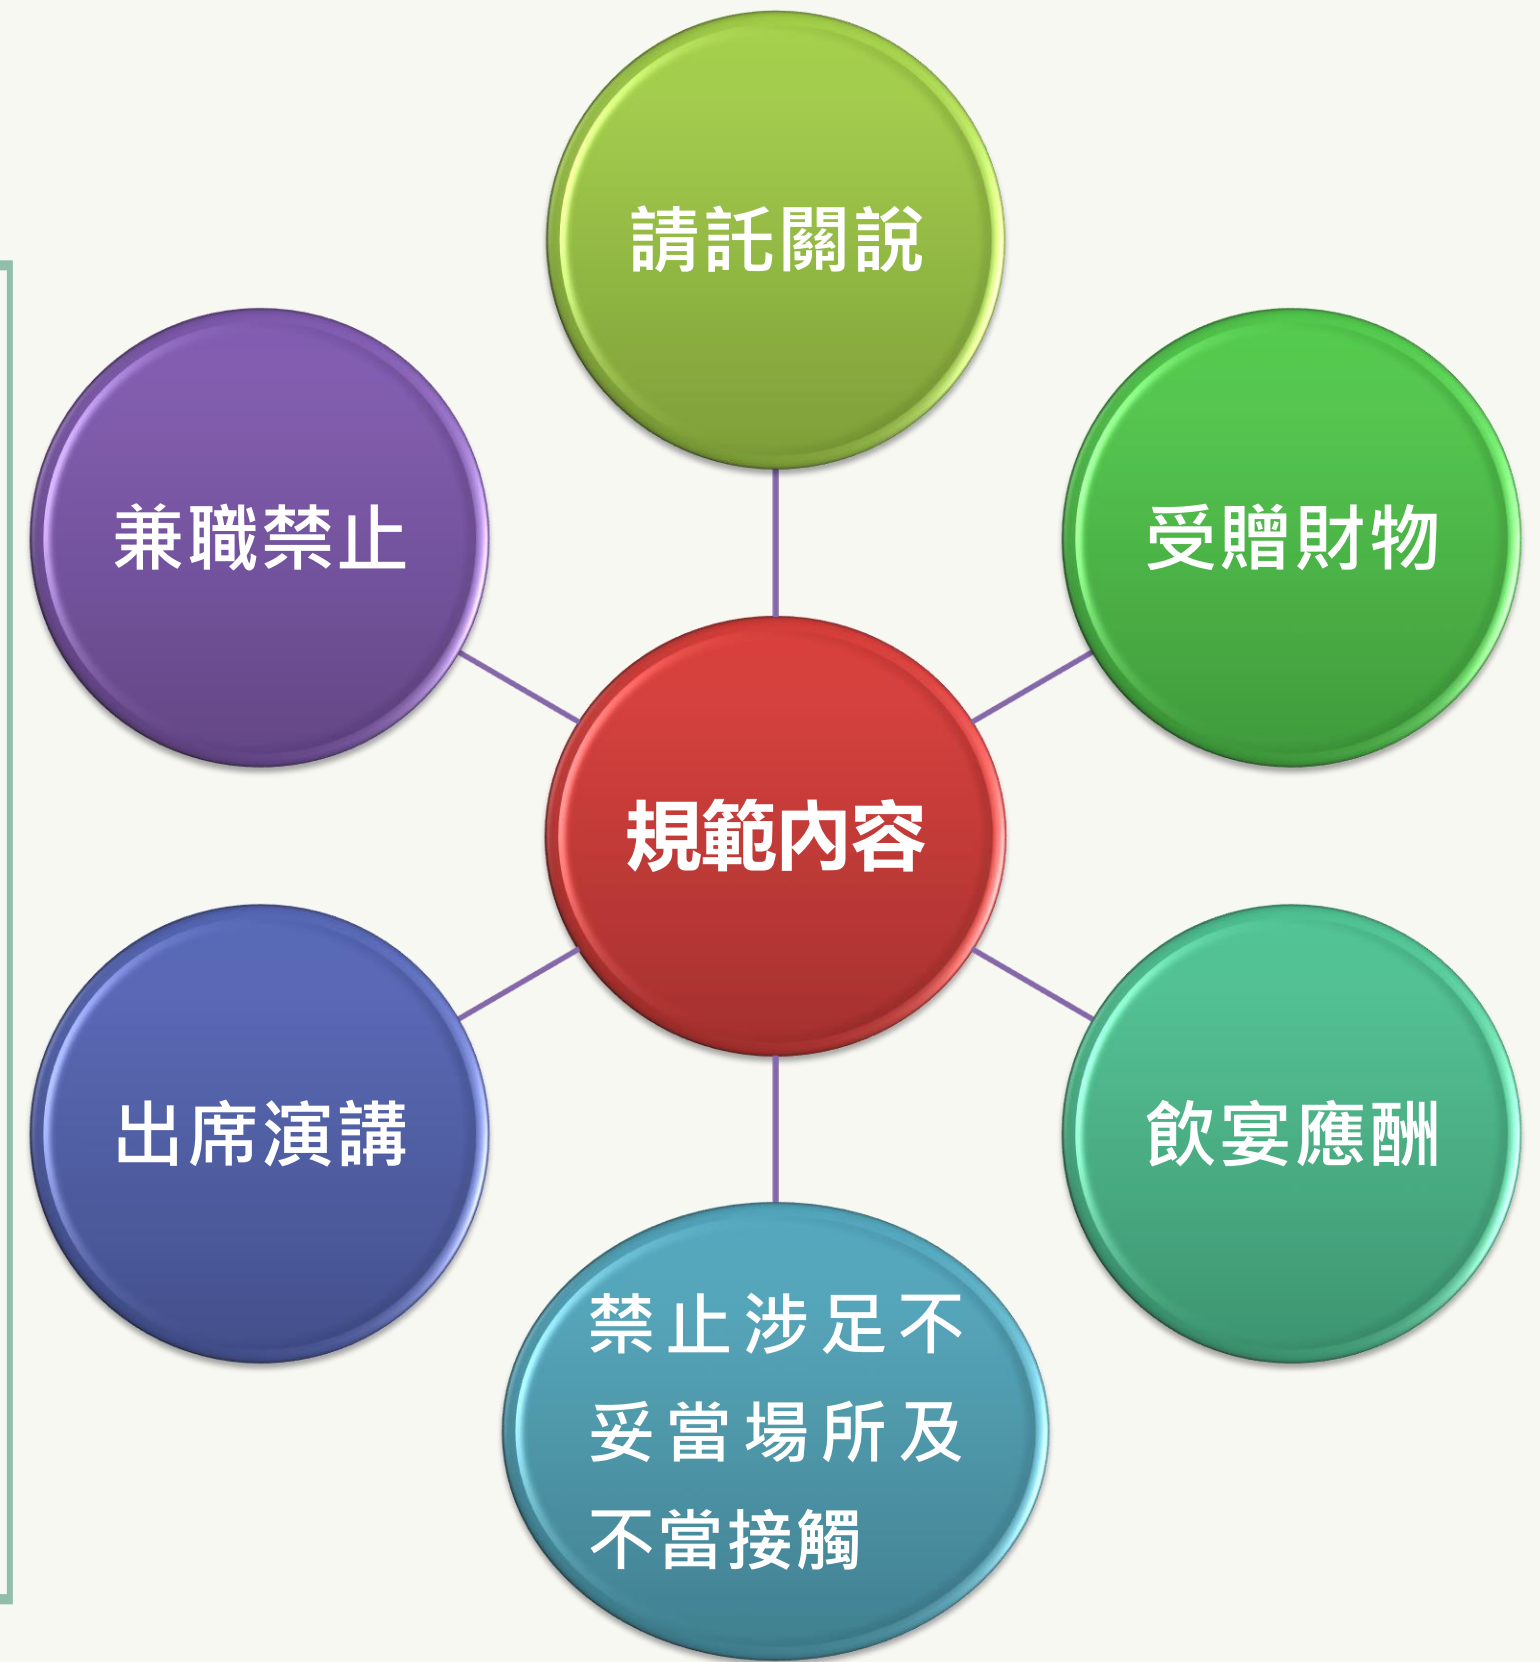 請託關說
兼職禁止
受贈財物
規範內容
出席演講
飲宴應酬
禁止涉足不
妥當場所及
不當接觸